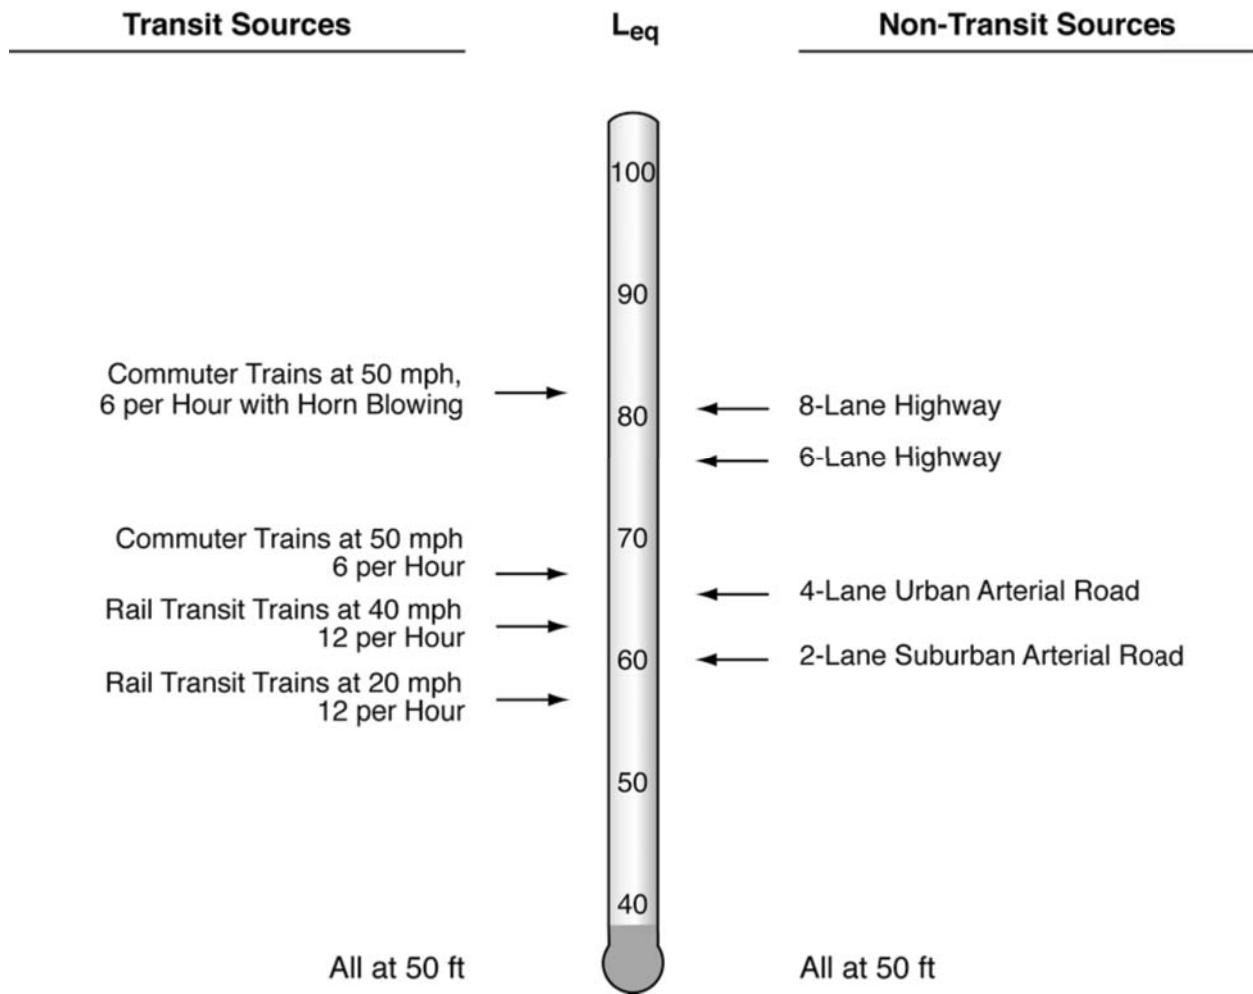 Transit Sources
Leq
Non-Transit Sources
100
90
Commuter Trains at 50 mph,
6 per Hour with Horn Blowing
80
8-Lane Highway
6-Lane Highway
70
Commuter Trains at 50 mph
6 per Hour
4-Lane Urban Arterial Road
Rail Transit Trains at 40 mph
12 per Hour
60
2-Lane Suburban Arterial Road
Rail Transit Trains at 20 mph
12 per Hour
50
40
All at 50 ft
All at 50 ft